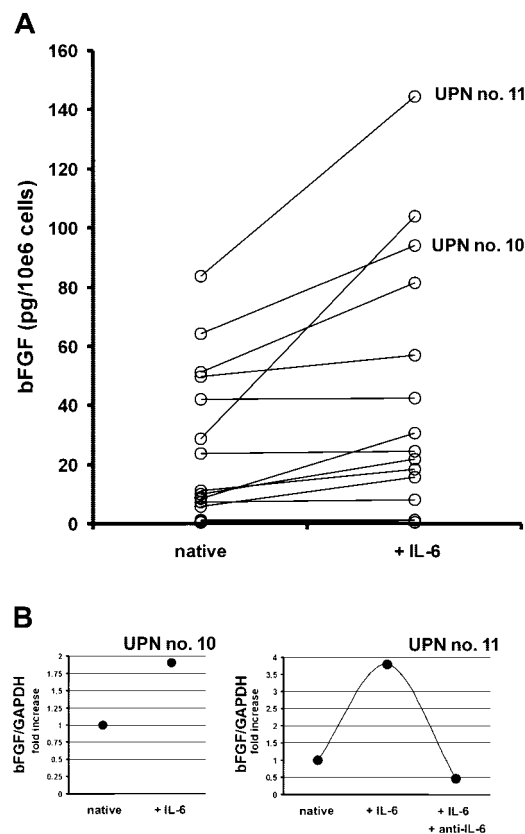 A
160
140
120
100
80
60
40
20
0
bFGF (pg/10e6 cells)
UPN no. 11
UPN no. 10
native
+ IL-6
B
UPN no. 10
bFGF/GAPDH
fold increase
2
1.75
1.5
1.25
1
0.75
0.5
0.25
0
native
+ IL-6
UPN no. 11
bFGF/GAPDH
fold increase
4
3.5
3
2.5
2
1.5
1
0.5
0
native
+ IL-6
+ IL-6
+ anti-IL-6